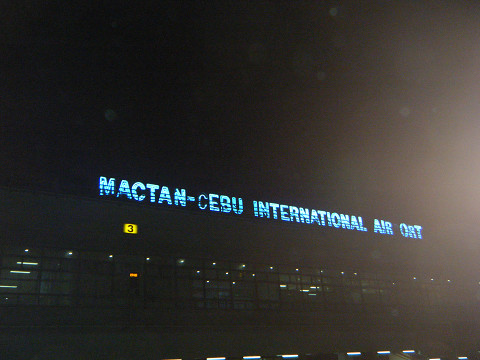 MACTAN-CEBU INTERNATIONAL AIR ORT
3